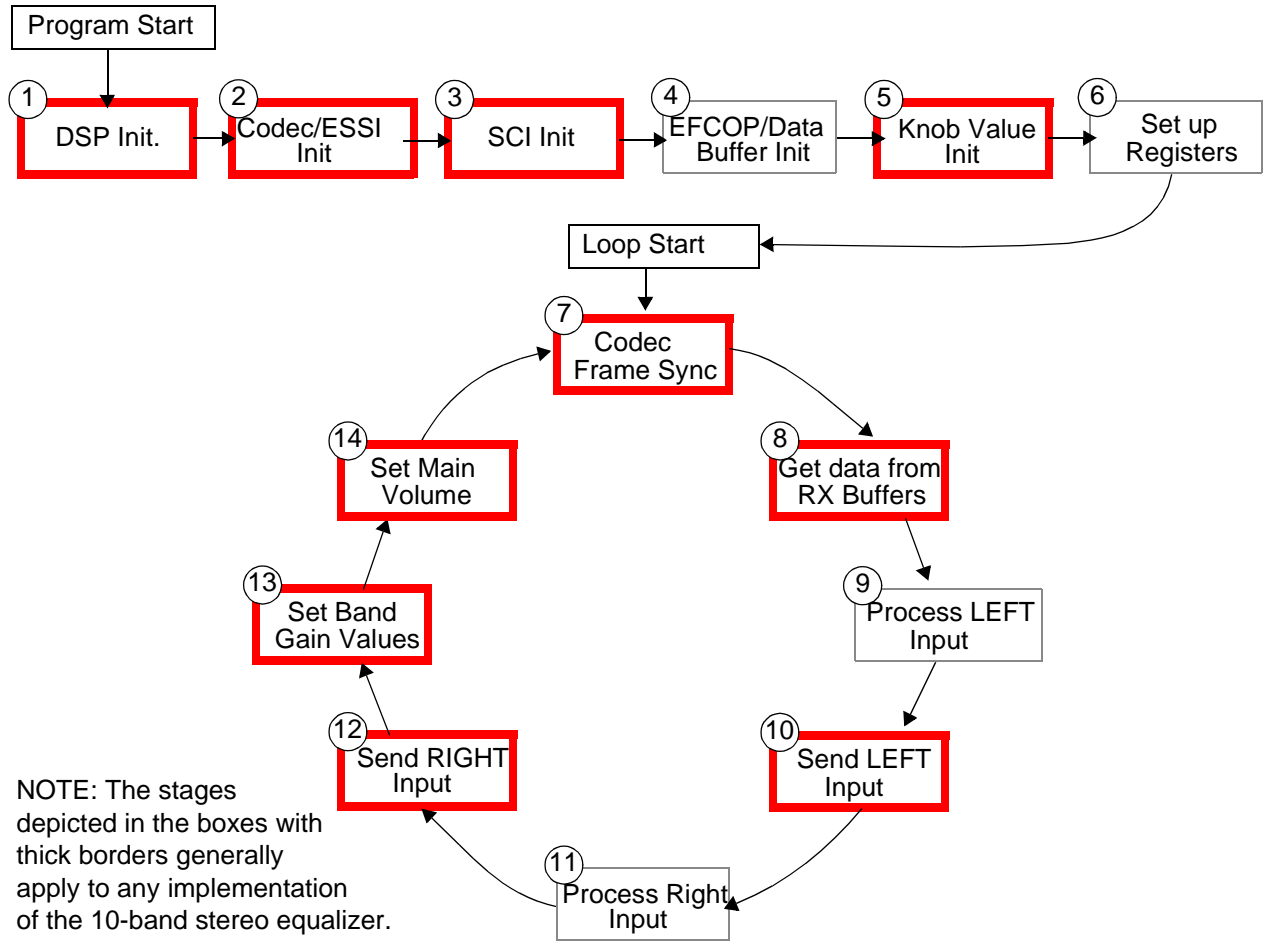 Program Start
1
DSP Init.
2
Codec/ESSI
Init
3
SCI Init
4
EFCOP/Data
Buffer Init
5
Knob Value
Init
6
Set up
Registers
Loop Start
7
Codec
Frame Sync
8
Get data from
RX Buffers
9
Process LEFT
Input
10
Send LEFT
Input
11
Process Right
Input
12
Send RIGHT
Input
13
Set Band
Gain Values
14
Set Main
Volume
NOTE: The stages
depicted in the boxes with
thick borders generally
apply to any implementation
of the 10-band stereo equalizer.